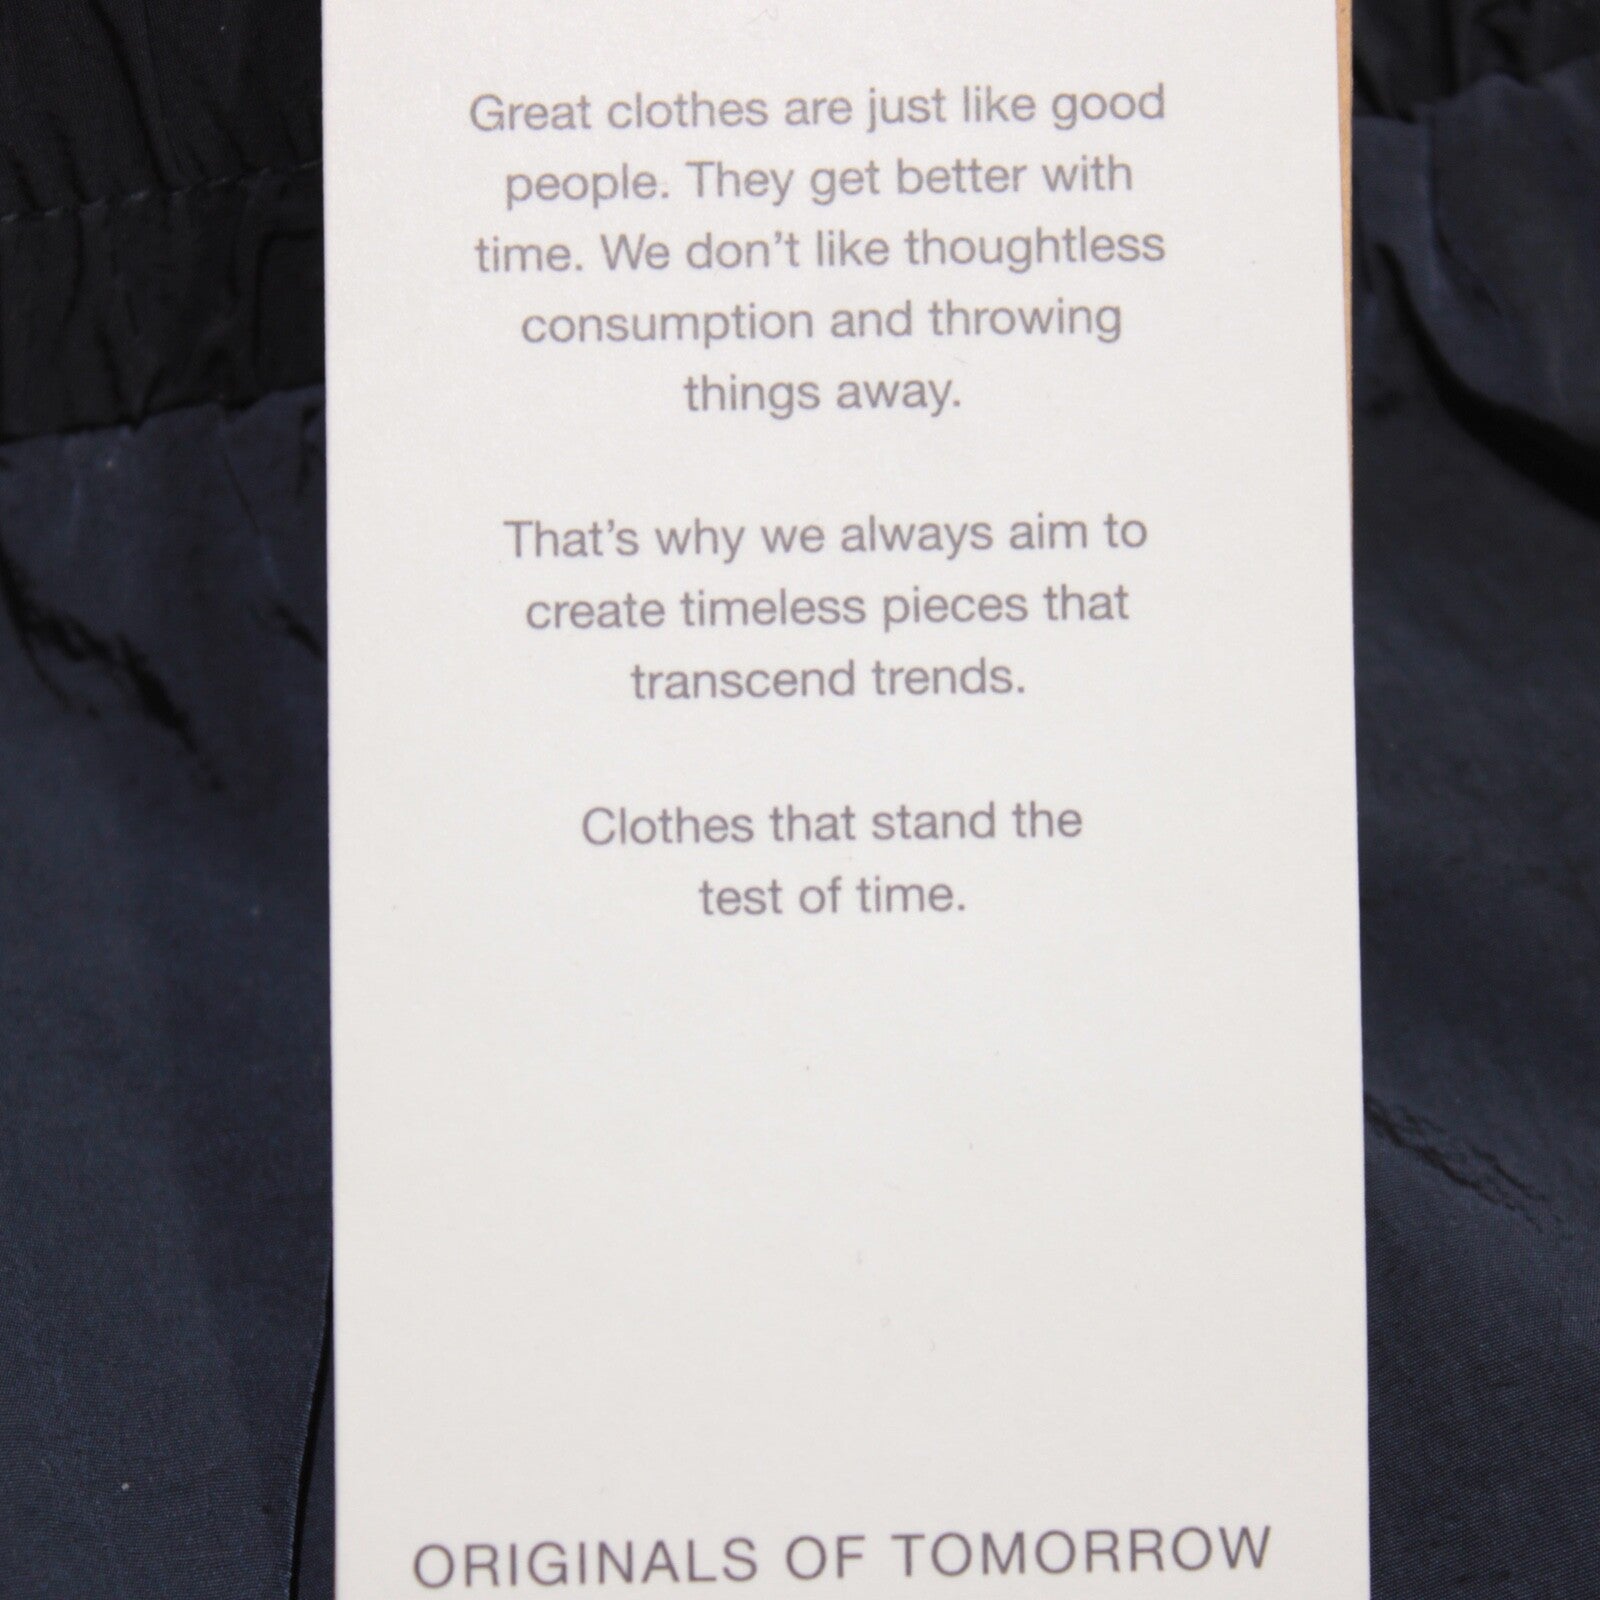 Great clothes are just like good
people. They get better with
time. We don’t like thoughtless
consumption and throwing
things away.
That’s why we always aim to
create timeless pieces that
transcend trends.
Clothes that stand the
test of time.
ORIGINALS OF TOMORROW